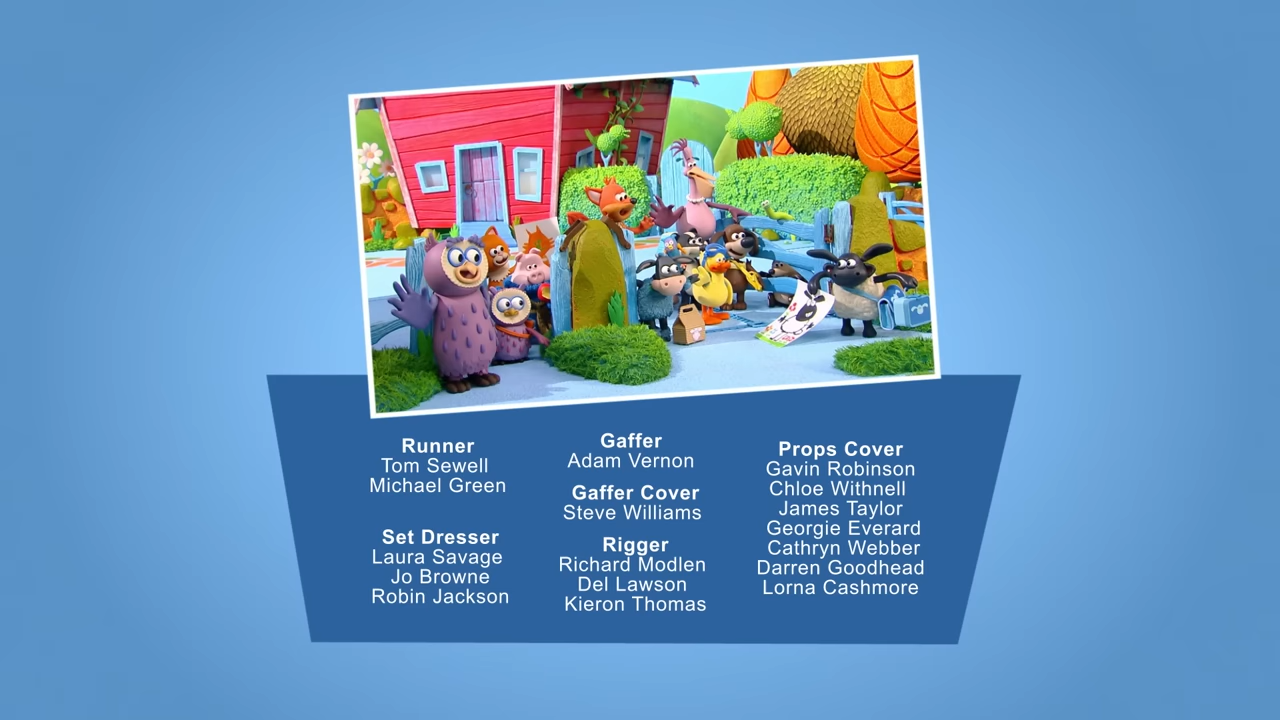 Runner
Tom Sewell
Michael Green
Set Dresser
Laura Savage
Jo Browne
Robin Jackson
Gaffer
Adam Vernon
Gaffer Cover
Steve Williams
Rigger
Richard Modlen
Del Lawson
Kieron Thomas
Props Cover
Gavin Robinson
Chloe Withnell
James Taylor
Georgie Everard
Cathryn Webber
Darren Goodhead
Lorna Cashmore